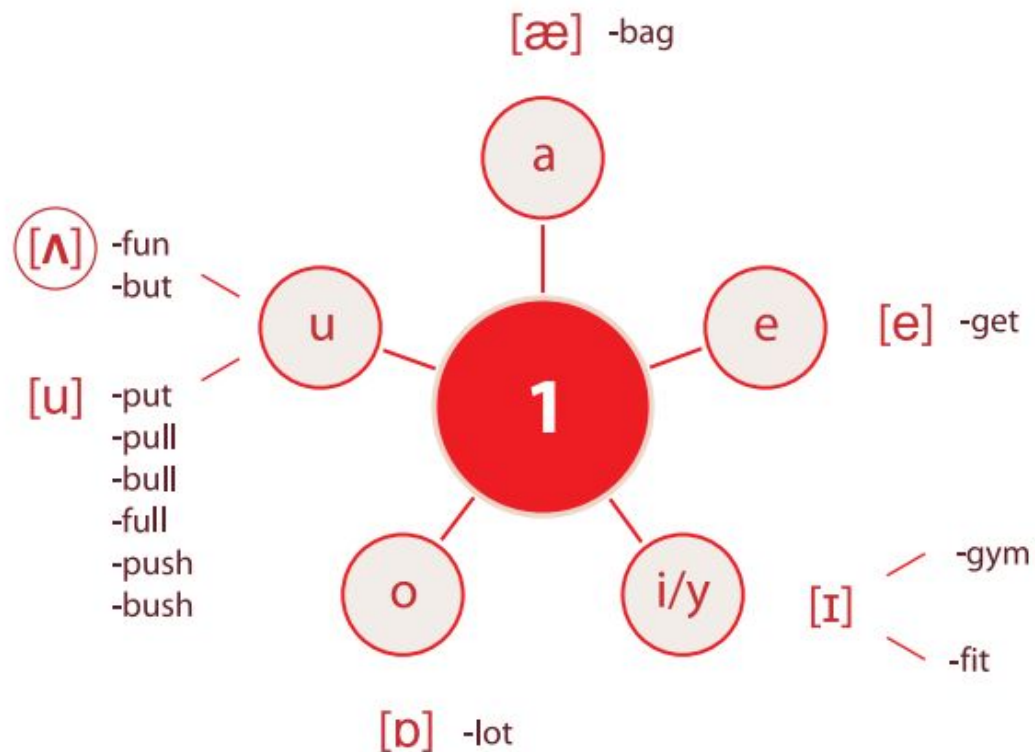 [æ] -bag
a
[ʌ] -fun
-but
u
e
[e] -get
[u] -put
-pull
-bull
-full
-push
-bush
1
o
i/y
[ɪ]
-gym
-fit
[ɒ] -lot